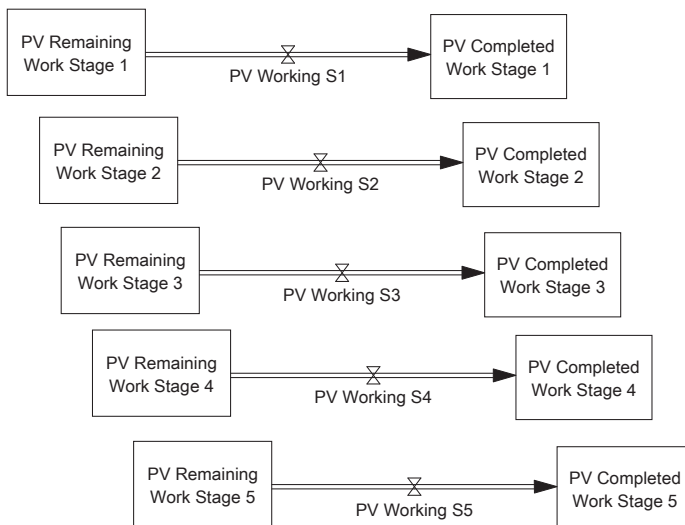 PV Remaining
Work Stage 1
PV Working S1
PV Completed
Work Stage 1
PV Remaining
Work Stage 2
PV Working S2
PV Completed
Work Stage 2
PV Remaining
Work Stage 3
PV Working S3
PV Completed
Work Stage 3
PV Remaining
Work Stage 4
PV Working S4
PV Completed
Work Stage 4
PV Remaining
Work Stage 5
PV Working S5
PV Completed
Work Stage 5